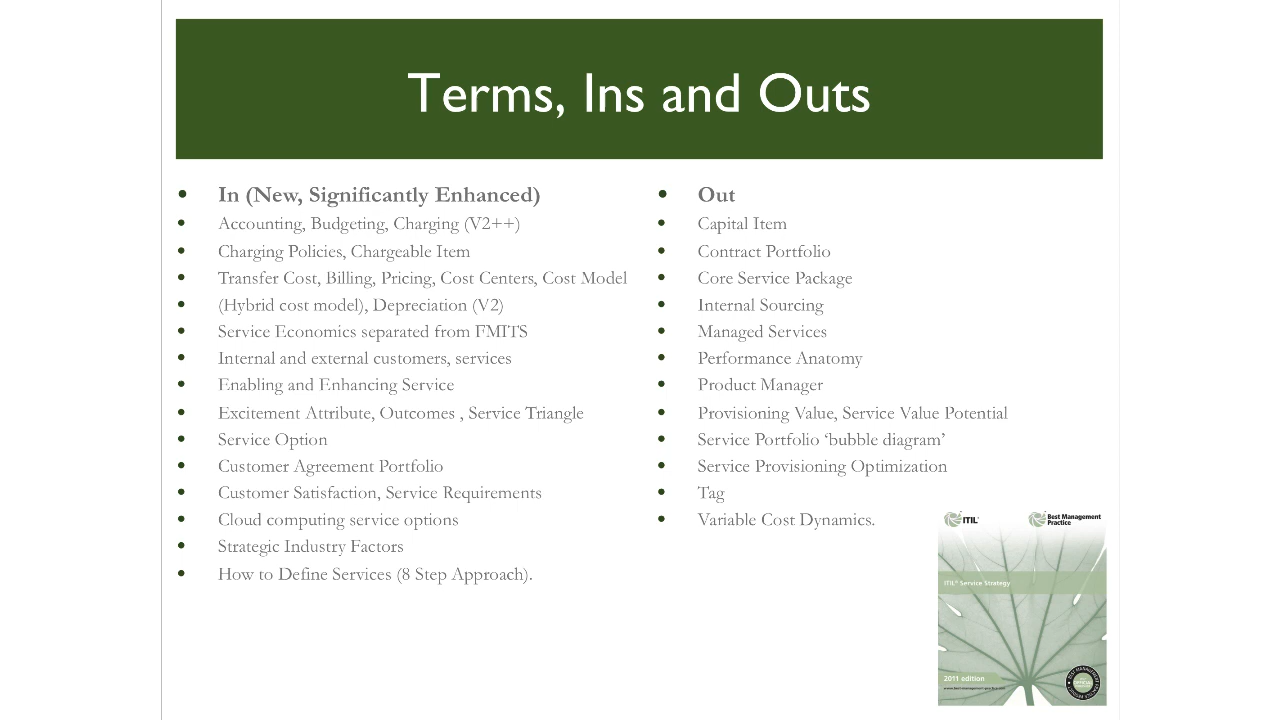 Terms, Ins and Outs
• In (New, Significantly Enhanced)
• Accounting, Budgeting, Charging (V2++)
• Charging Policies, Chargeable Item
• Transfer Cost, Billing, Pricing, Cost Centers, Cost Model
• (Hybrid cost model), Depreciation (V2)
• Service Economics separated from FMITS
• Internal and external customers, services
• Enabling and Enhancing Service
• Excitement Attribute, Outcomes , Service Triangle
• Service Option
• Customer Agreement Portfolio
• Customer Satisfaction, Service Requirements
• Cloud computing service options
• Strategic Industry Factors
• How to Define Services (8 Step Approach).
• Out
• Capital Item
• Contract Portfolio
• Core Service Package
• Internal Sourcing
• Managed Services
• Performance Anatomy
• Product Manager
• Provisioning Value, Service Value Potential
• Service Portfolio ‘bubble diagram’
• Service Provisioning Optimization
• Tag
• Variable Cost Dynamics.
ITIL®
Best Management
Practice
ITIL® Service Strategy
2011 edition
www.best-management-practice.com